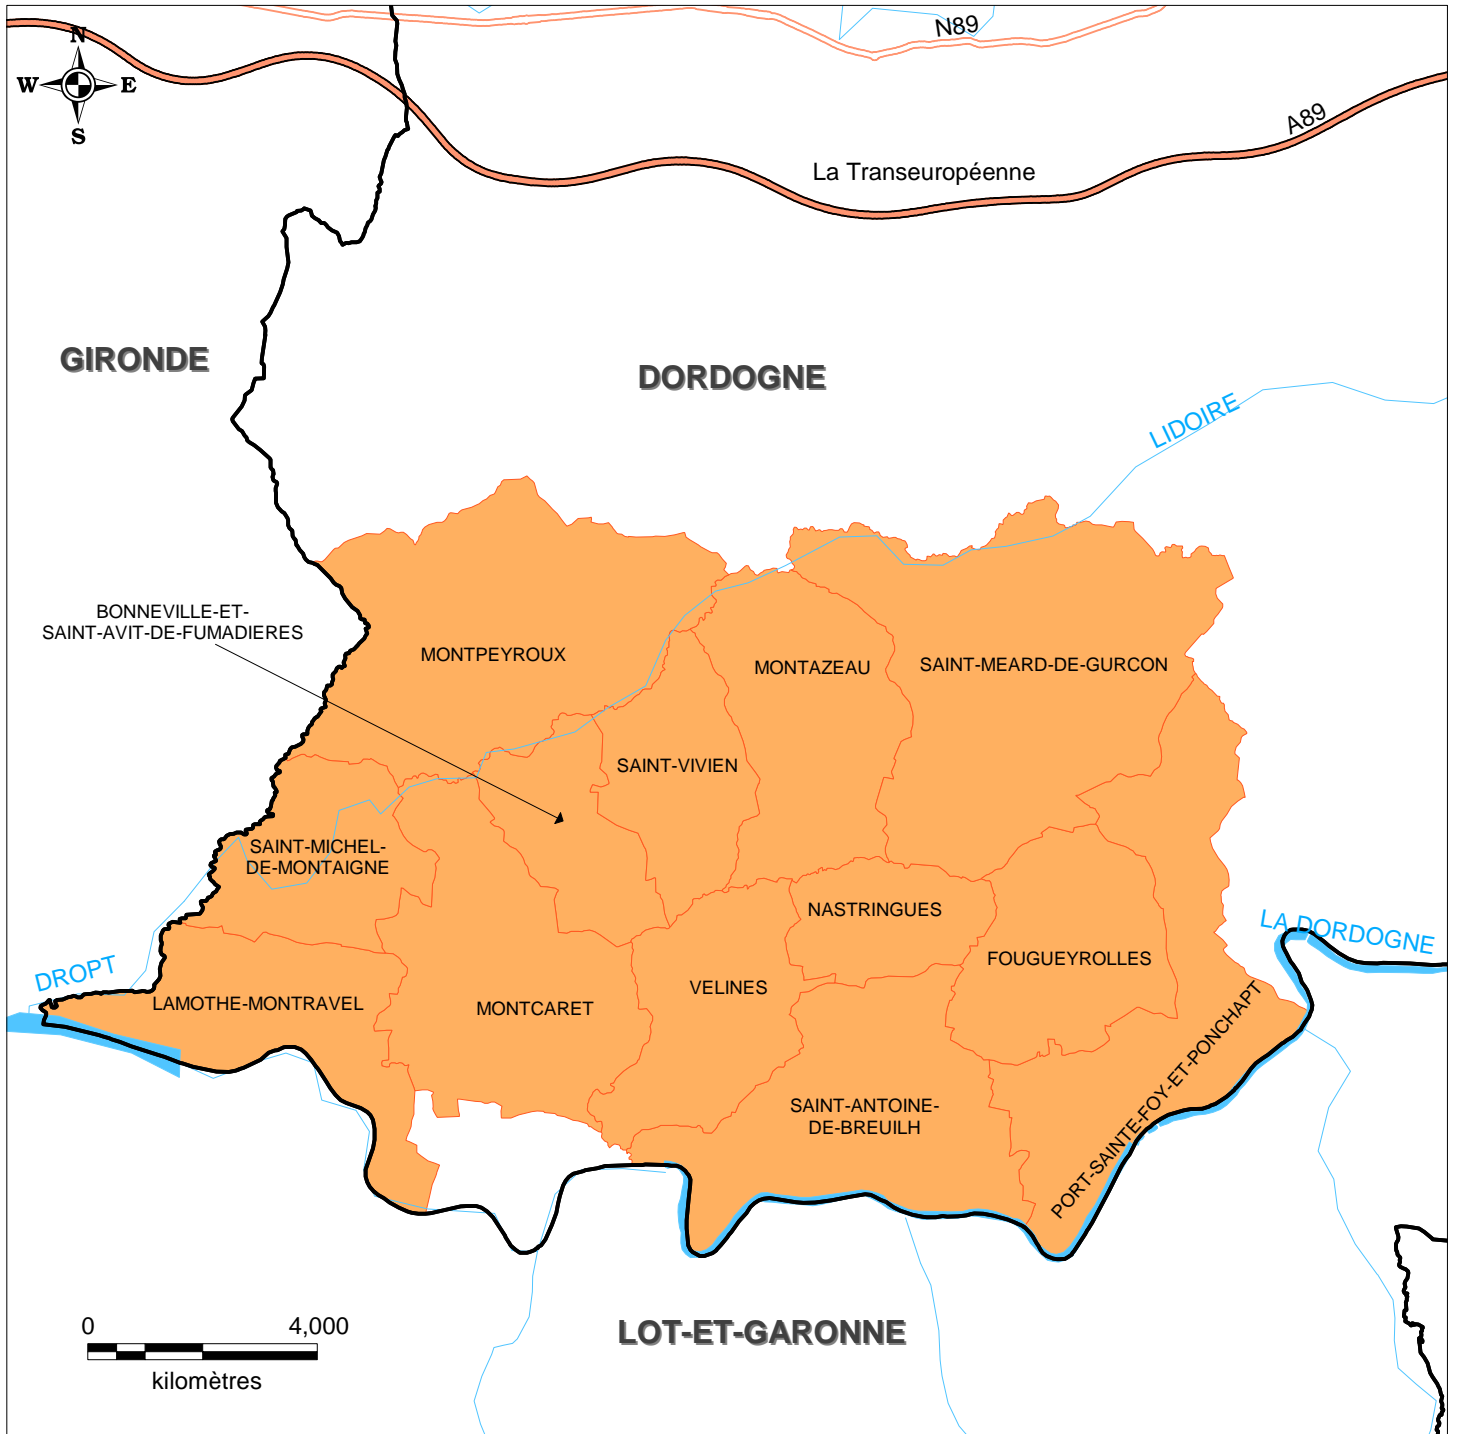 N89
N
W
E
S
A89
La Transeuropéenne
GIRONDE
DORDOGNE
LIDOIRE
BONNEVILLE-ET-
SAINT-AVIT-DE-FUMADIERES
MONTPEYROUX
MONTAZEAU
SAINT-MEARD-DE-GURCON
SAINT-VIVIEN
SAINT-MICHEL-
DE-MONTAIGNE
NASTRINGUES
LA DORDOGNE
FOUGUEYROLLES
DROPT
VELINES
LAMOTHE-MONTRAVEL
MONTCARET
PORT-SAINTE-FOY-ET-PONCHAPT
SAINT-ANTOINE-
DE-BREUILH
0
4,000
kilomètres
LOT-ET-GARONNE